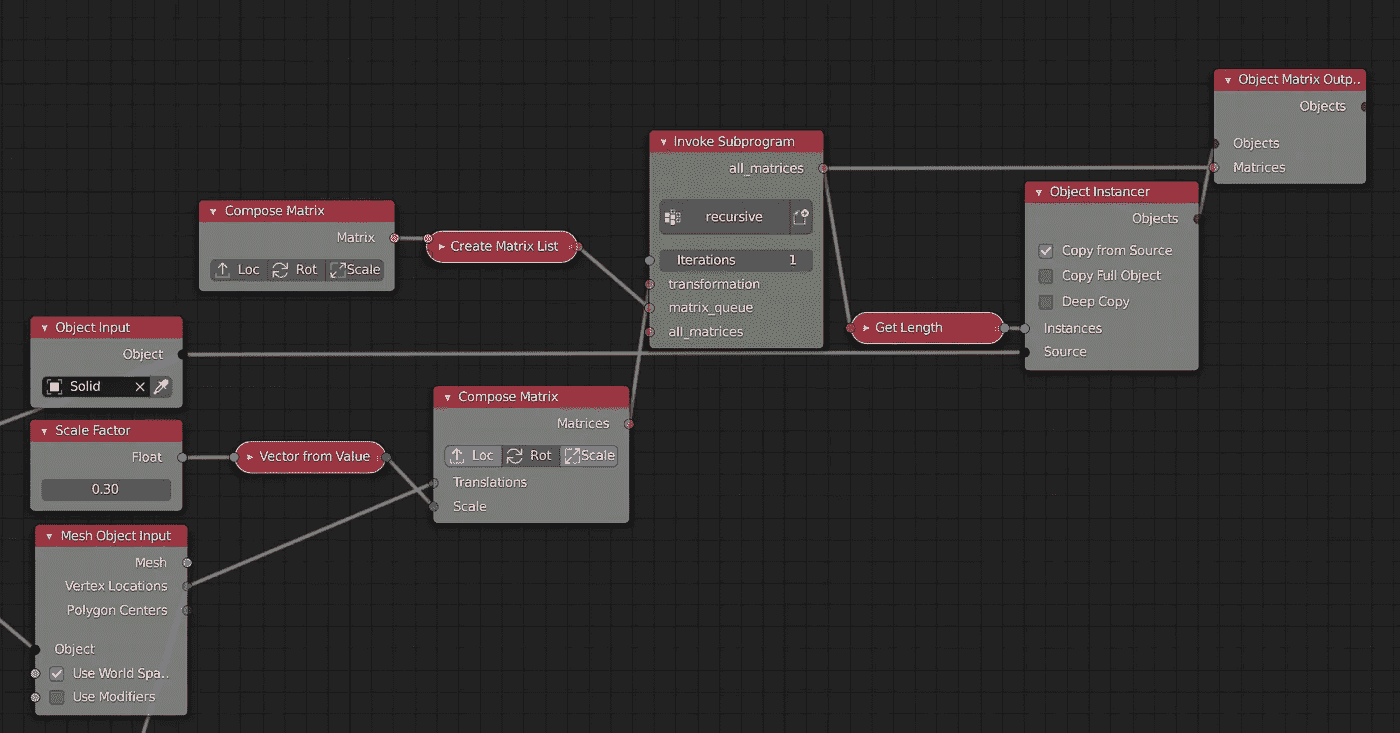 Object Matrix Outp..
Objects
Objects
Matrices
Invoke Subprogram
all_matrices
recursive
Iterations 1
transformation
matrix_queue
all_matrices
Object Instancer
Objects
Copy from Source
Copy Full Object
Deep Copy
Instances
Source
Compose Matrix
Matrix
Loc Rot Scale
Create Matrix List
Get Length
Object Input
Object
Solid
Compose Matrix
Matrices
Loc Rot Scale
Translations
Scale
Scale Factor
Float
0.30
Vector from Value
Mesh Object Input
Mesh
Vertex Locations
Polygon Centers
Object
Use World Spa..
Use Modifiers